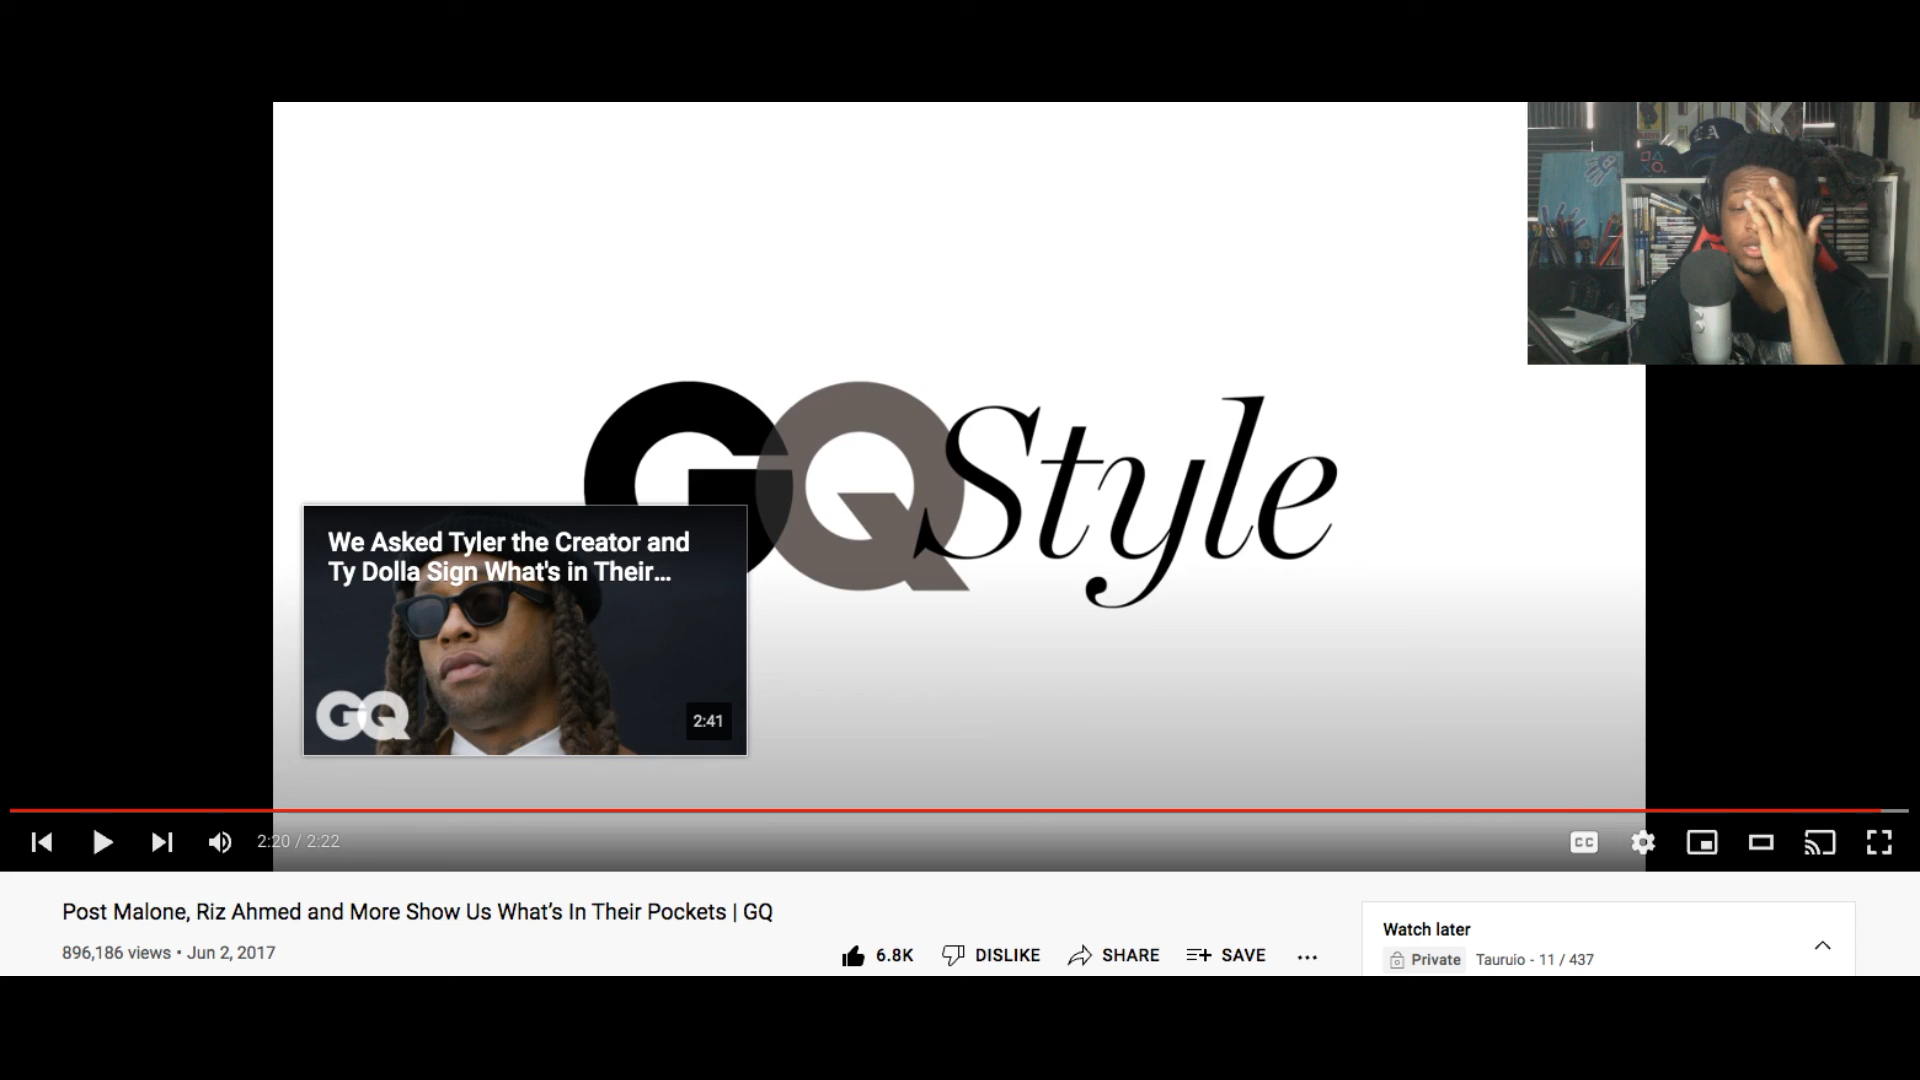 GQ Style
We Asked Tyler the Creator and
Ty Dolla Sign What's in Their...
GQ
2:41
2:20 / 2:22
CC
Post Malone, Riz Ahmed and More Show Us What’s In Their Pockets | GQ
896,186 views • Jun 2, 2017
6.8K DISLIKE SHARE SAVE ...
Watch later
Private Tauruio - 11 / 437